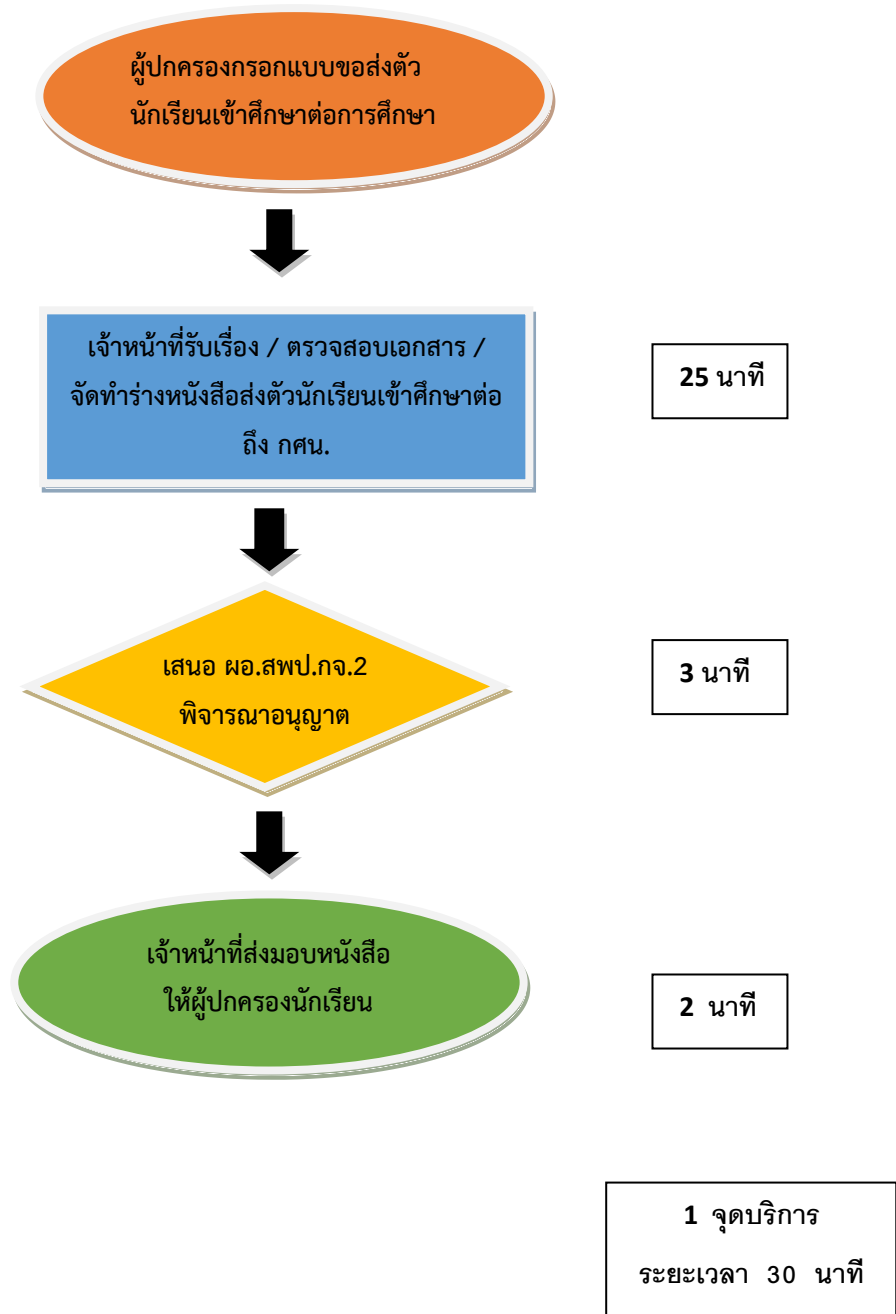 ผู้ปกครองกรอกแบบขอส่งตัว
นักเรียนเข้าศึกษาต่อการศึกษา
เจ้าหน้าที่รับเรื่อง / ตรวจสอบเอกสาร /
จัดทำร่างหนังสือส่งตัวนักเรียนเข้าศึกษาต่อ
ถึง กศน.
25 นาที
เสนอ ผอ.สพป.กจ.2
พิจารณาอนุญาต
3 นาที
เจ้าหน้าที่ส่งมอบหนังสือ
ให้ผู้ปกครองนักเรียน
2 นาที
1 จุดบริการ
ระยะเวลา 30 นาที